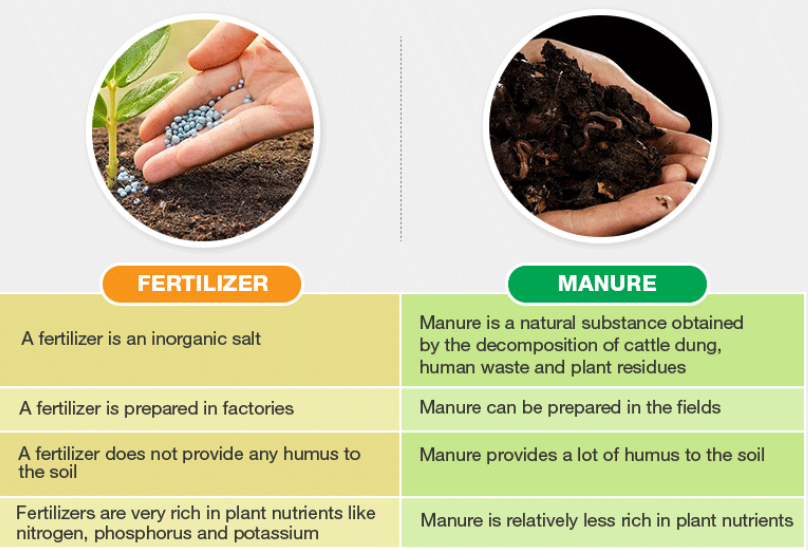 FERTILIZER
MANURE
A fertilizer is an inorganic salt
Manure is a natural substance obtained
by the decomposition of cattle dung,
human waste and plant residues
A fertilizer is prepared in factories
Manure can be prepared in the fields
A fertilizer does not provide any humus to
the soil
Manure provides a lot of humus to the soil
Fertilizers are very rich in plant nutrients like
nitrogen, phosphorus and potassium
Manure is relatively less rich in plant nutrients